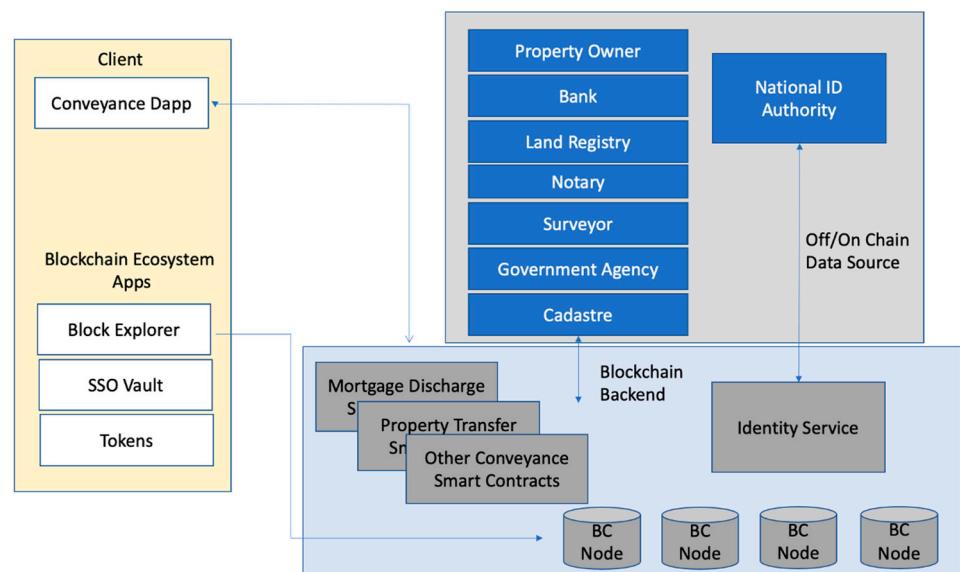 Client
Conveyance Dapp
Blockchain Ecosystem
Apps
Block Explorer
SSO Vault
Tokens
Property Owner
Bank
Land Registry
Notary
Surveyor
Government Agency
Cadastre
National ID
Authority
Off/On Chain
Data Source
Blockchain
Backend
Mortgage Discharge
S
Property Transfer
Sm
Other Conveyance
Smart Contracts
Identity Service
BC
Node
BC
Node
BC
Node
BC
Node